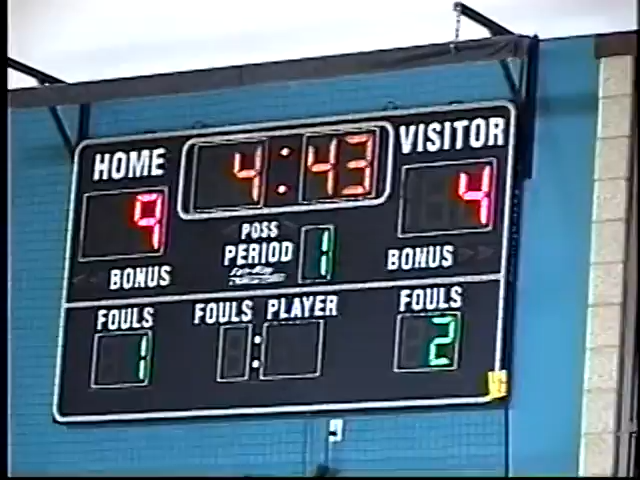 HOME 4:43 VISITOR
9 4
POSS
PERIOD 1
BONUS BONUS
FOULS FOULS PLAYER FOULS
1 : 2